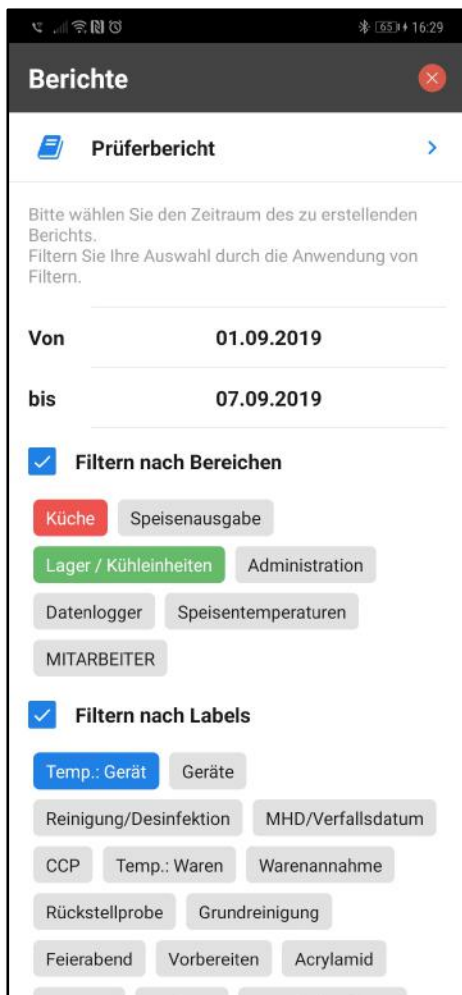 65 16:29
Berichte
Prüferbericht
Bitte wählen Sie den Zeitraum des zu erstellenden
Berichts.
Filtern Sie Ihre Auswahl durch die Anwendung von
Filtern.
Von 01.09.2019
bis 07.09.2019
Filtern nach Bereichen
Küche Speisenausgabe
Lager / Kühleinheiten Administration
Datenlogger Speisentemperaturen
MITARBEITER
Filtern nach Labels
Temp.: Gerät Geräte
Reinigung/Desinfektion MHD/Verfallsdatum
CCP Temp.: Waren Warenannahme
Rückstellprobe Grundreinigung
Feierabend Vorbereiten Acrylamid